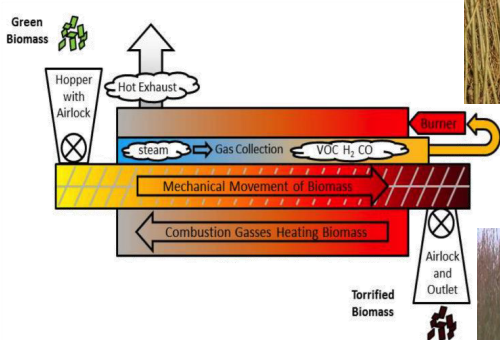 Green
Biomass
Hopper
with
Airlock
Hot Exhaust
Burner
steam
Gas Collection
VOC H₂ CO
Mechanical Movement of Biomass
Combustion Gasses Heating Biomass
Airlock
and
Outlet
Torrified
Biomass